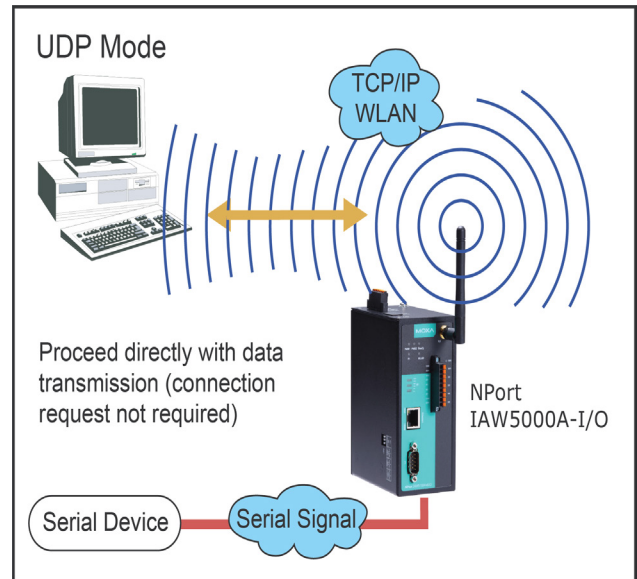 UDP Mode
TCP/IP
WLAN
Proceed directly with data
transmission (connection
request not required)
MOXA
NPort
IAW5000A-I/O
Serial Device
Serial Signal